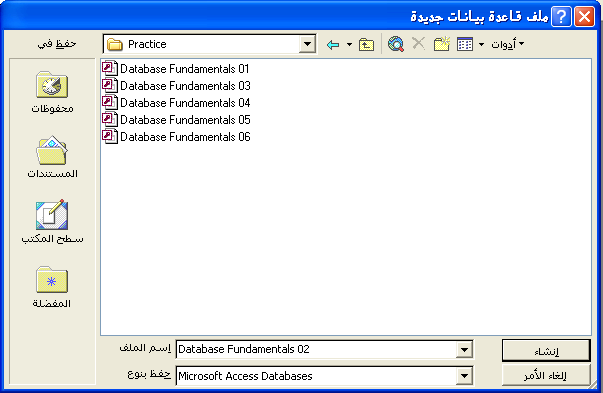 ملف قاعدة بيانات جديدة
حفظ في
Practice
أدوات
محفوظات
المستندات
سطح المكتب
المفضلة
Database Fundamentals 01
Database Fundamentals 03
Database Fundamentals 04
Database Fundamentals 05
Database Fundamentals 06
إسم الملف
Database Fundamentals 02
إنشاء
حفظ بنوع
Microsoft Access Databases
إلغاء الأمر